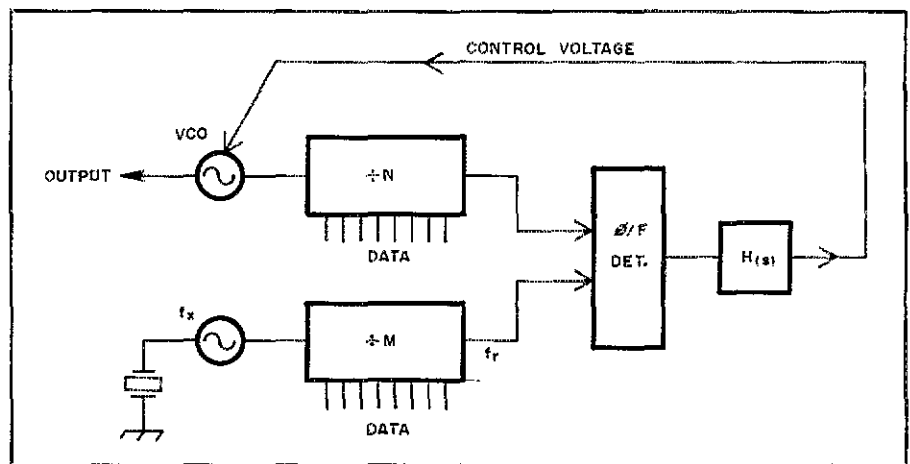 CONTROL VOLTAGE
VCO
OUTPUT
÷N
DATA
Ø/F
DET.
H(s)
fx
÷M
fr
DATA